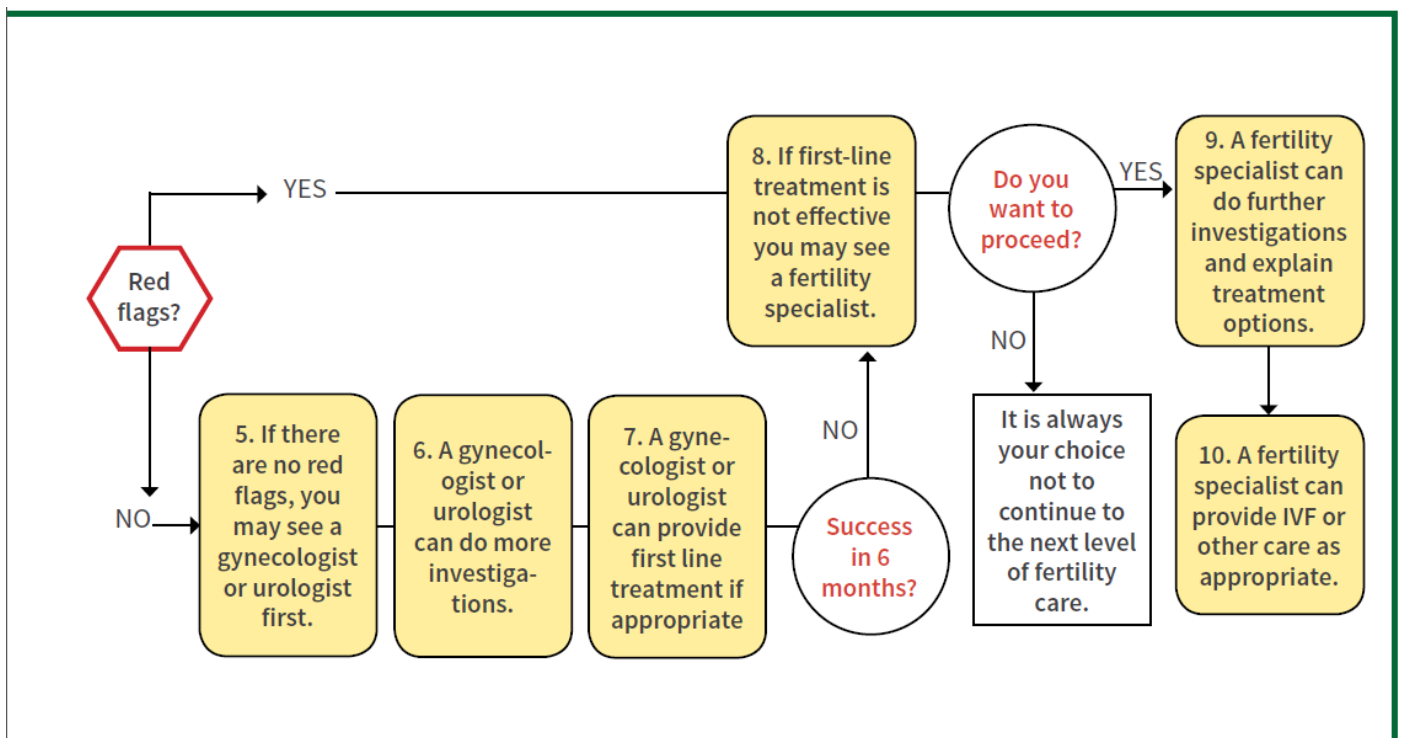 Red
flags?
YES
NO
5. If there
are no red
flags, you
may see a
gynecologist
or urologist
first.
6. A gynecol-
ogist or
urologist
can do more
investiga-
tions.
7. A gyne-
cologist or
urologist
can provide
first line
treatment if
appropriate
Success
in 6
months?
NO
8. If first-line
treatment is
not effective
you may see
a fertility
specialist.
Do you
want to
proceed?
YES
NO
It is always
your choice
not to
continue to
the next level
of fertility
care.
9. A fertility
specialist can
do further
investigations
and explain
treatment
options.
10. A fertility
specialist can
provide IVF or
other care as
appropriate.